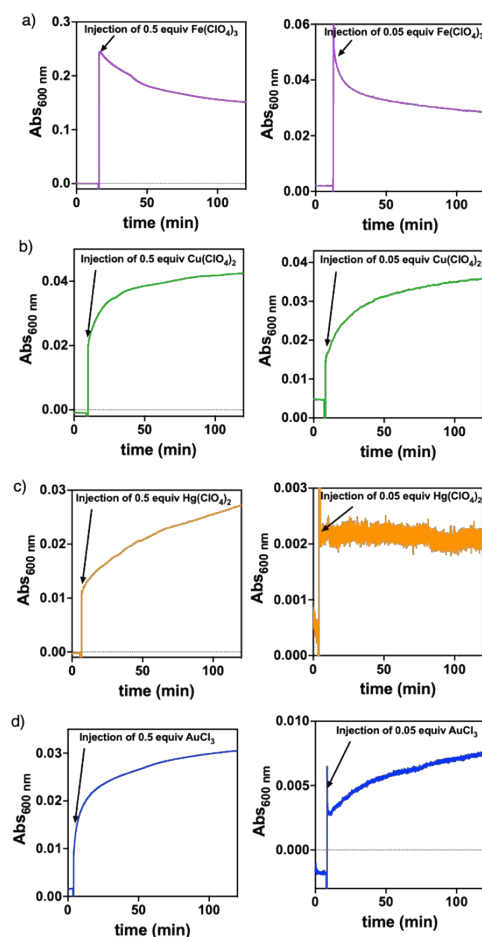 a)
Injection of 0.5 equiv Fe(ClO4)3
0.3
0.2
0.1
0.0
Abs600 nm
0 50 100
time (min)
Injection of 0.05 equiv Fe(ClO4)3
0.06
0.04
0.02
0.00
Abs600 nm
0 50 100
time (min)
b)
Injection of 0.5 equiv Cu(ClO4)2
0.04
0.02
0.00
Abs600 nm
0 50 100
time (min)
Injection of 0.05 equiv Cu(ClO4)2
0.04
0.03
0.02
0.01
0.00
Abs600 nm
0 50 100
time (min)
c)
Injection of 0.5 equiv Hg(ClO4)2
0.03
0.02
0.01
0.00
Abs600 nm
0 50 100
time (min)
Injection of 0.05 equiv Hg(ClO4)2
0.003
0.002
0.001
0.000
Abs600 nm
0 50 100
time (min)
d)
Injection of 0.5 equiv AuCl3
0.03
0.02
0.01
0.00
Abs600 nm
0 50 100
time (min)
Injection of 0.05 equiv AuCl3
0.010
0.005
0.000
Abs600 nm
0 50 100
time (min)